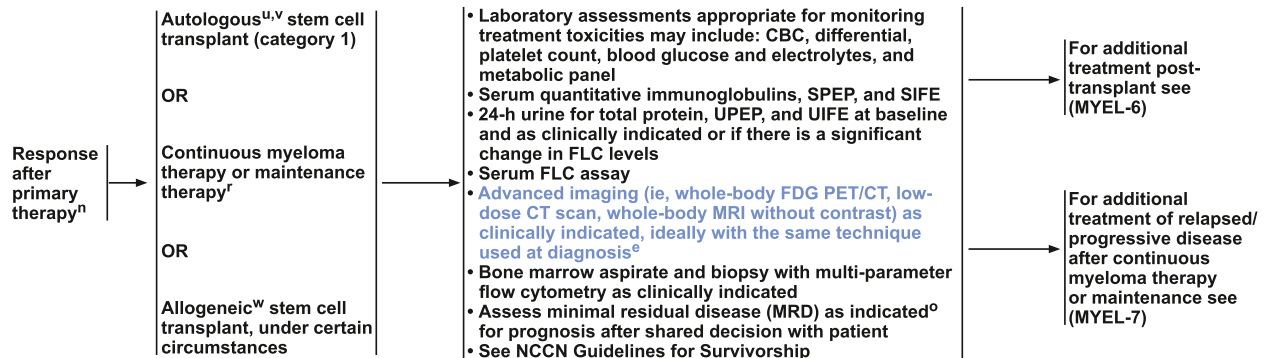 Response
after
primary
therapyⁿ
Autologousᵘ,ᵛ stem cell
transplant (category 1)
OR
Continuous myeloma
therapy or maintenance
therapyʳ
OR
Allogeneicʷ stem cell
transplant, under certain
circumstances
• Laboratory assessments appropriate for monitoring
treatment toxicities may include: CBC, differential,
platelet count, blood glucose and electrolytes, and
metabolic panel
• Serum quantitative immunoglobulins, SPEP, and SIFE
• 24-h urine for total protein, UPEP, and UIFE at baseline
and as clinically indicated or if there is a significant
change in FLC levels
• Serum FLC assay
• Advanced imaging (ie, whole-body FDG PET/CT, low-
dose CT scan, whole-body MRI without contrast) as
clinically indicated, ideally with the same technique
used at diagnosisᵉ
• Bone marrow aspirate and biopsy with multi-parameter
flow cytometry as clinically indicated
• Assess minimal residual disease (MRD) as indicatedᵒ
for prognosis after shared decision with patient
• See NCCN Guidelines for Survivorship
For additional
treatment post-
transplant see
(MYEL-6)
For additional
treatment of relapsed/
progressive disease
after continuous
myeloma therapy
or maintenance see
(MYEL-7)